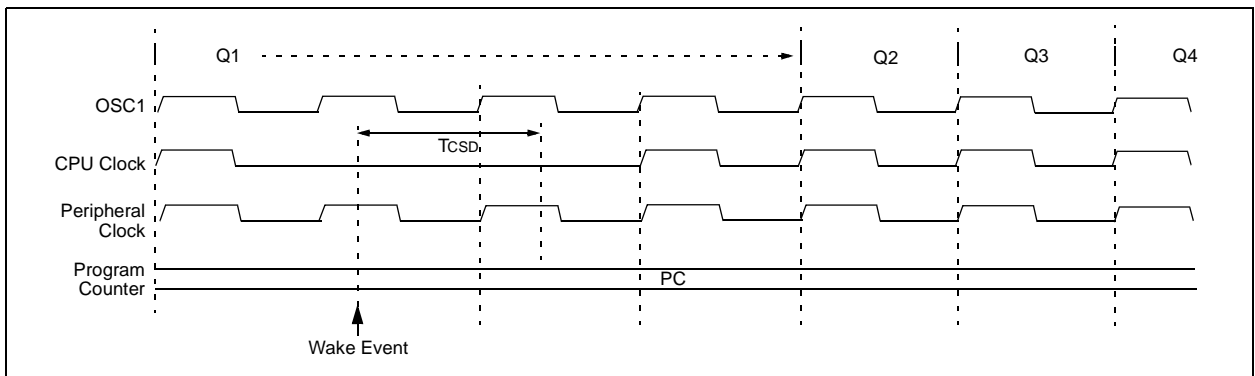 Q1
Q2
Q3
Q4
OSC1
TCSD
CPU Clock
Peripheral
Clock
Program
Counter
PC
Wake Event